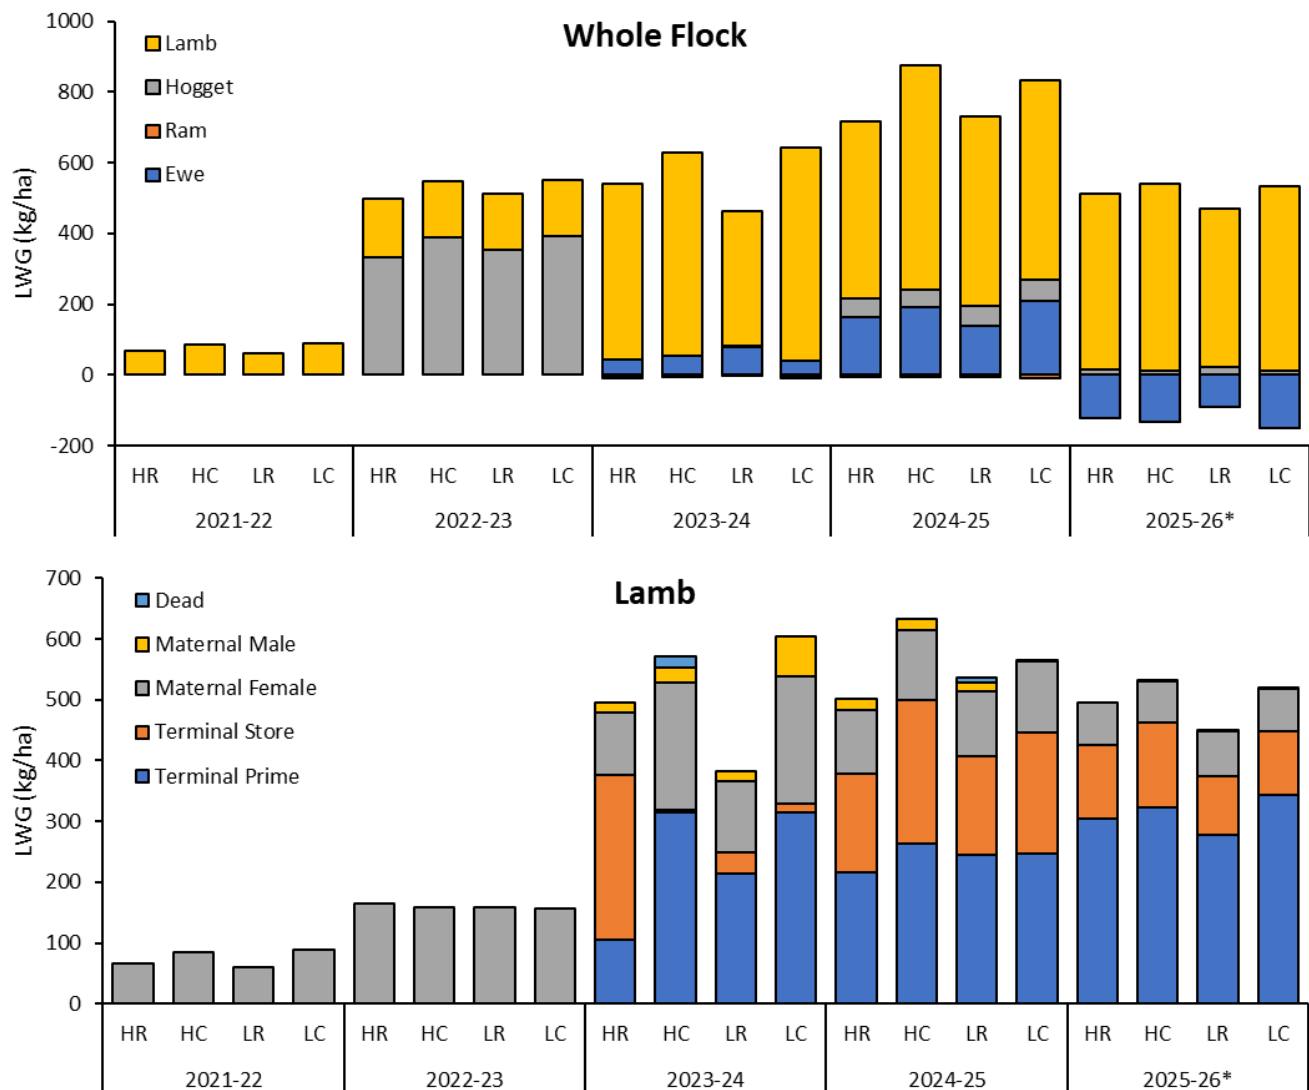 Whole Flock
1000
800
600
400
200
0
-200
LWG (kg/ha)
Lamb
Hogget
Ram
Ewe
HR HC LR LC HR HC LR LC HR HC LR LC HR HC LR LC HR HC LR LC
2021-22 2022-23 2023-24 2024-25 2025-26*
Lamb
700
600
500
400
300
200
100
0
LWG (kg/ha)
Dead
Maternal Male
Maternal Female
Terminal Store
Terminal Prime
HR HC LR LC HR HC LR LC HR HC LR LC HR HC LR LC HR HC LR LC
2021-22 2022-23 2023-24 2024-25 2025-26*